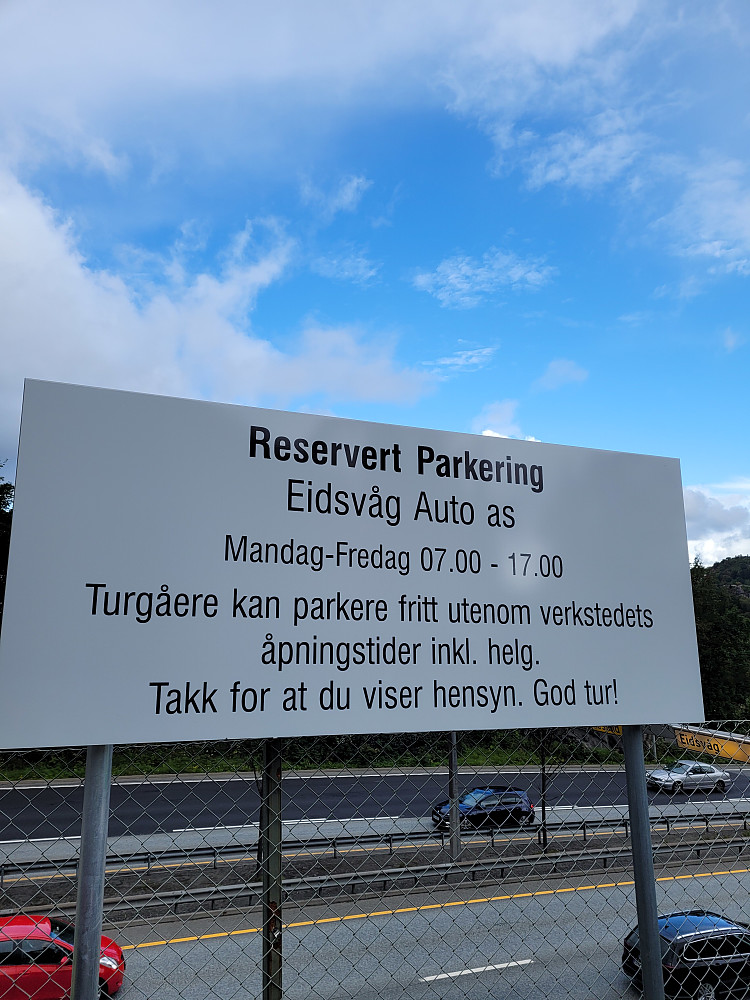 Reservert Parkering
Eidsvåg Auto as
Mandag-Fredag 07.00 - 17.00
Turgåere kan parkere fritt utenom verkstedets
åpningstider inkl. helg.
Takk for at du viser hensyn. God tur!
Eidsvåg